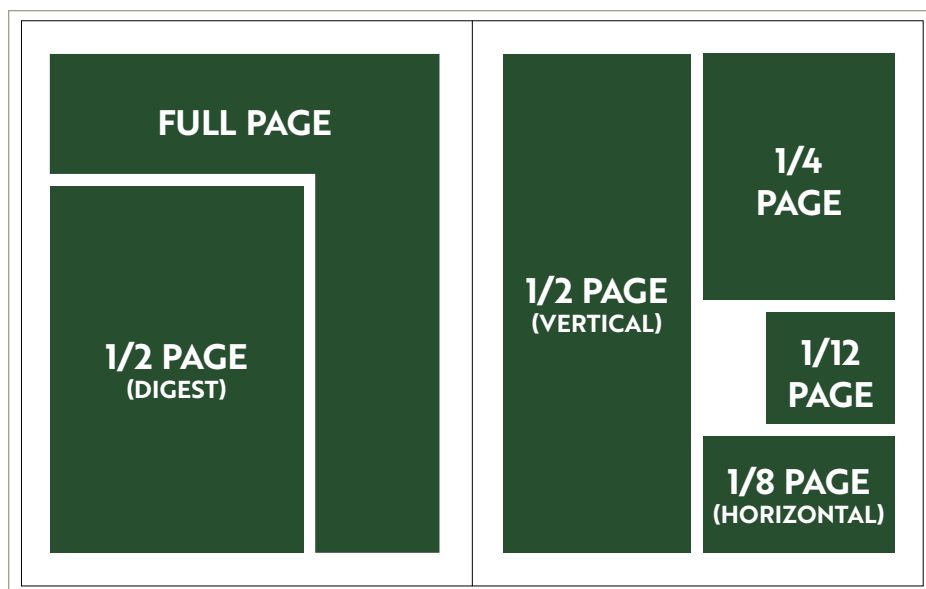 FULL PAGE
1/2 PAGE
(DIGEST)
1/2 PAGE
(VERTICAL)
1/4
PAGE
1/12
PAGE
1/8 PAGE
(HORIZONTAL)